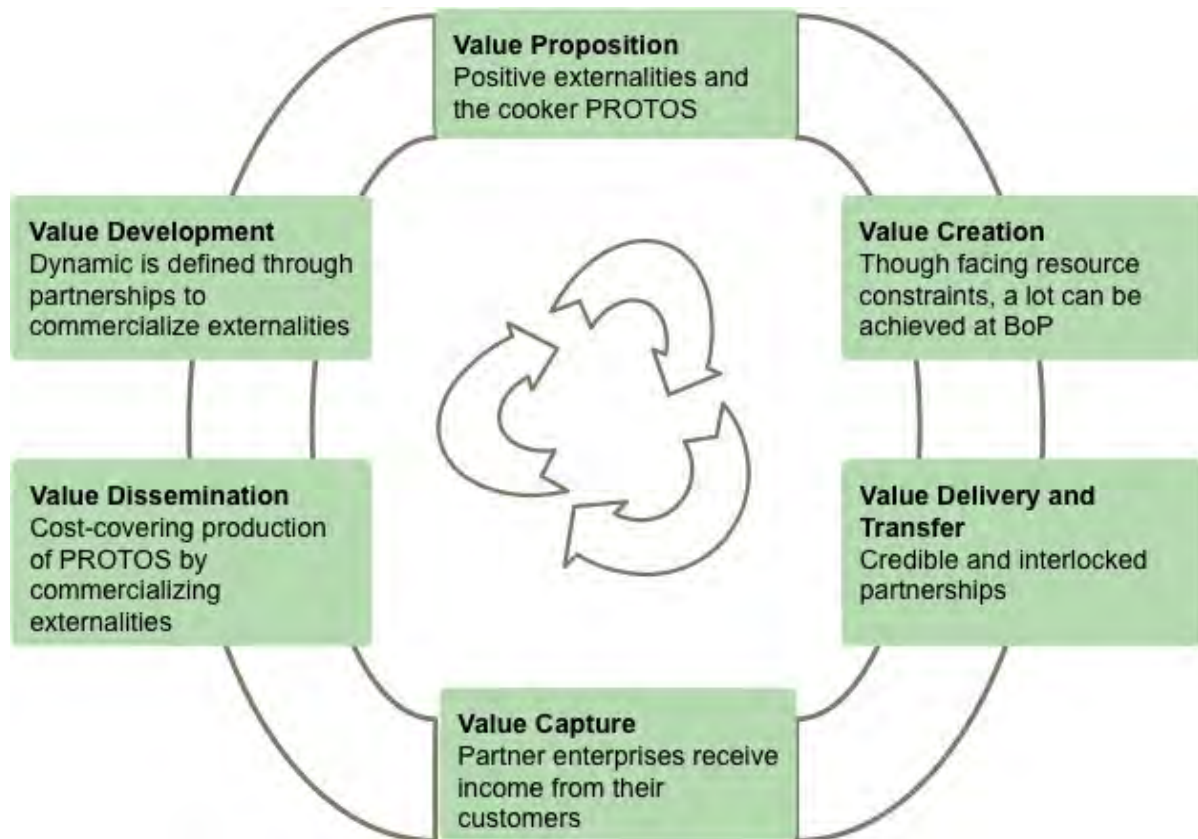 Value Proposition
Positive externalities and
the cooker PROTOS
Value Development
Dynamic is defined through
partnerships to
commercialize externalities
Value Creation
Though facing resource
constraints, a lot can be
achieved at BoP
Value Dissemination
Cost-covering production
of PROTOS by
commercializing
externalities
Value Delivery and
Transfer
Credible and interlocked
partnerships
Value Capture
Partner enterprises receive
income from their
customers